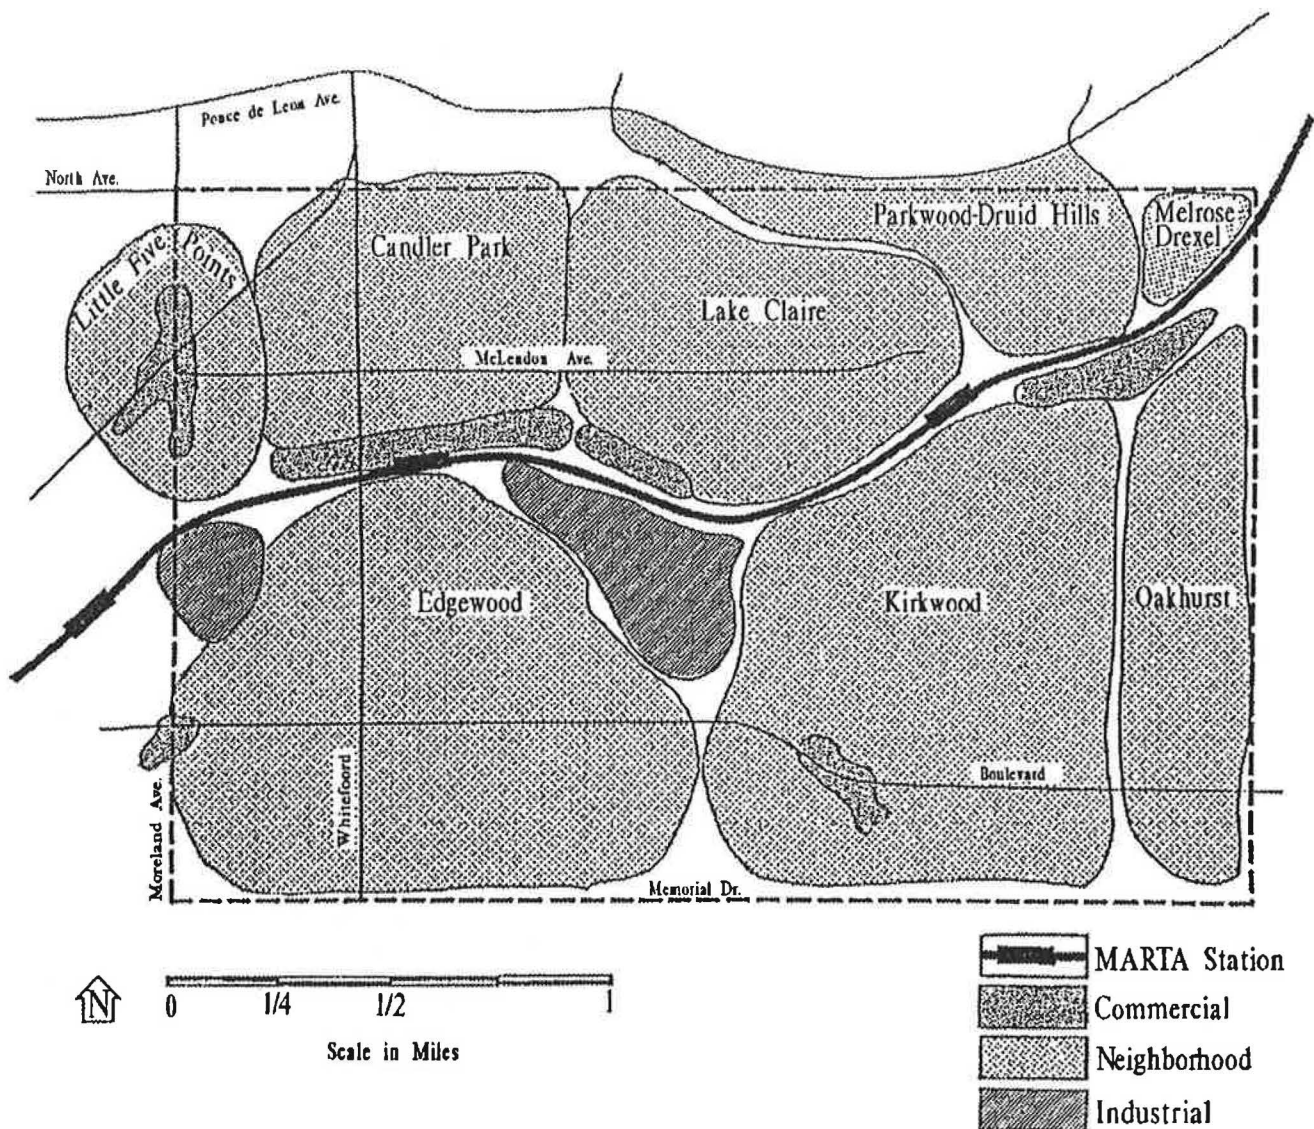 Ponce de Leon Ave.
North Ave.
Little Five Points
Candler Park
Parkwood-Druid Hills
Melrose
Drexel
Lake Claire
McLendon Ave.
Edgewood
Kirkwood
Oakhurst
Moreland Ave.
Whitefoord
Boulevard
Memorial Dr.
N
0 1/4 1/2 1
Scale in Miles
MARTA Station
Commercial
Neighborhood
Industrial